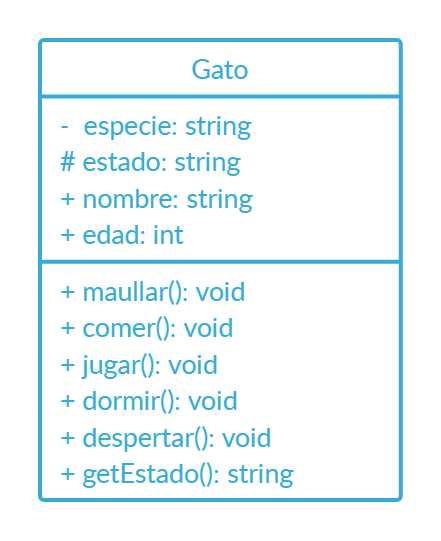 Gato
- especie: string
# estado: string
+ nombre: string
+ edad: int
+ maullar(): void
+ comer(): void
+ jugar(): void
+ dormir(): void
+ despertar(): void
+ getEstado(): string